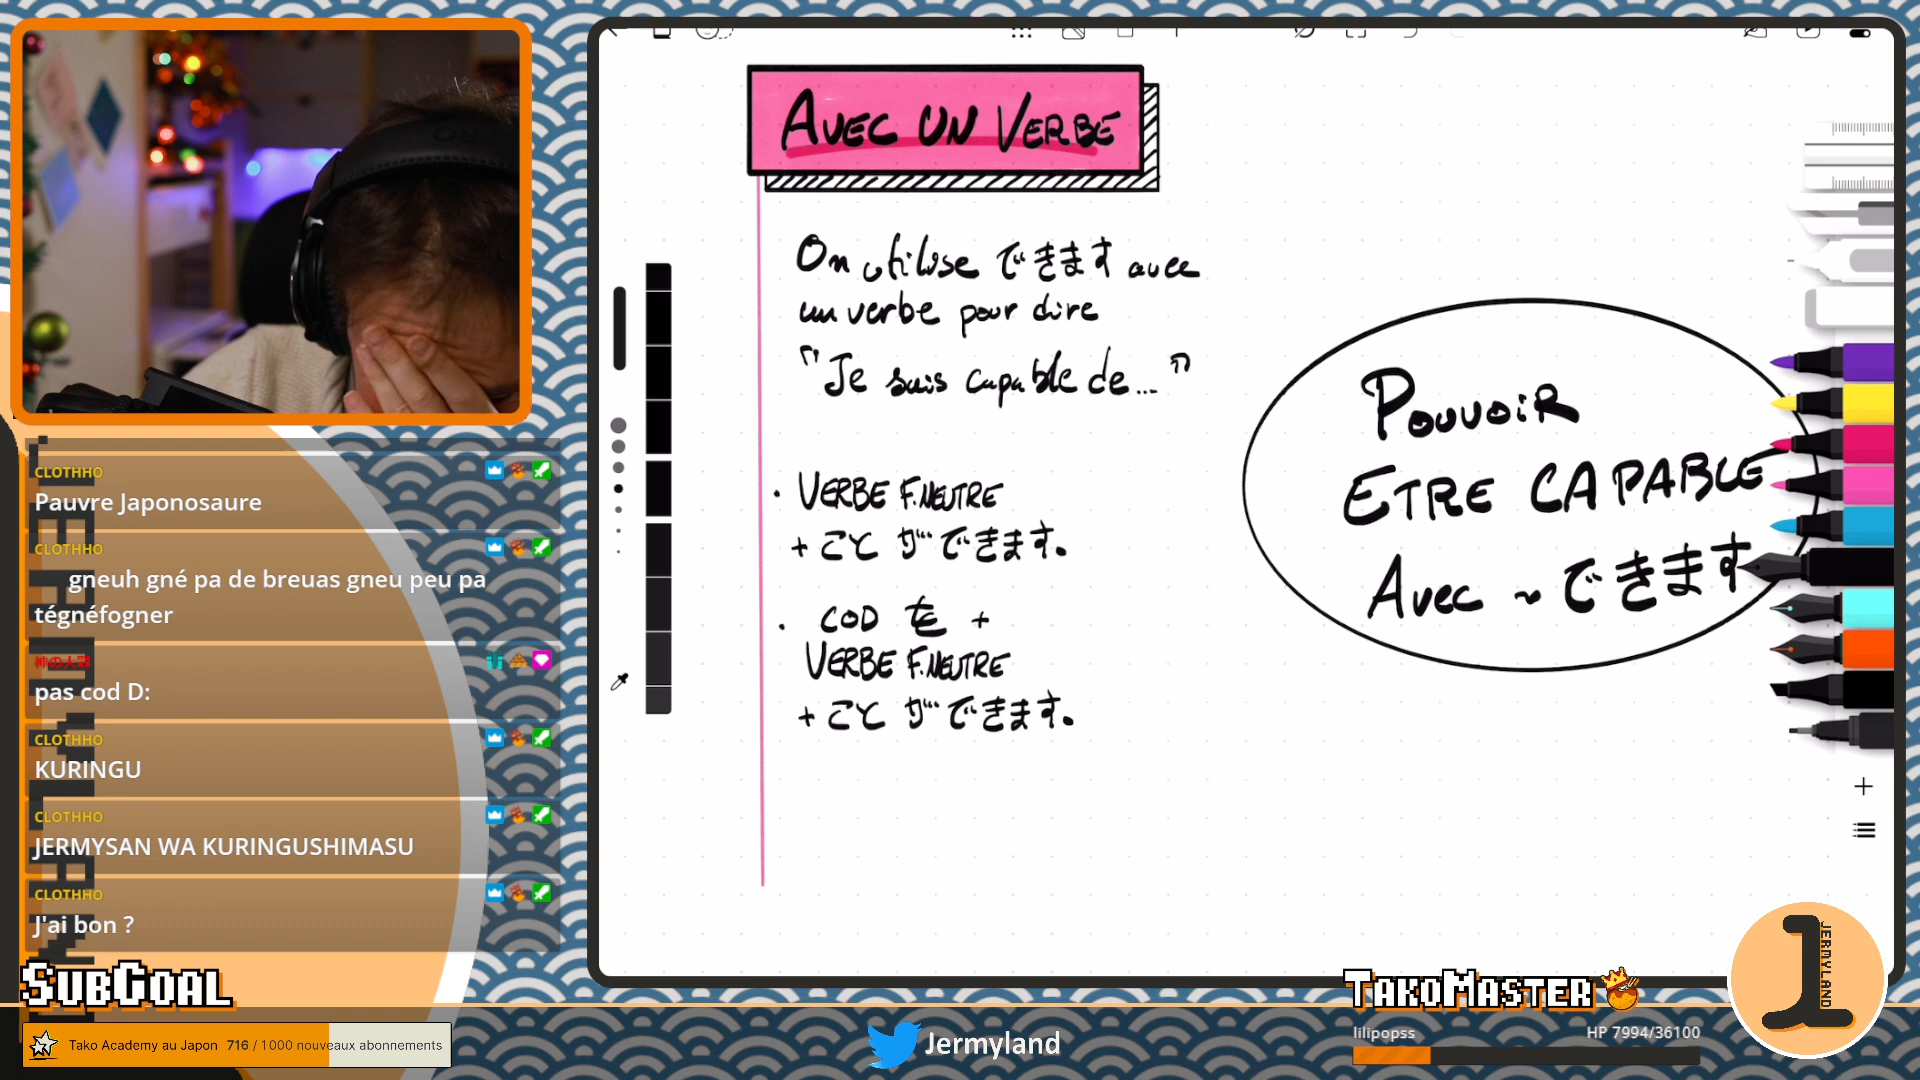 AVEC UN VERBE
On utilise できます avec
un verbe pour dire
"Je suis capable de... "
• VERBE F.NEUTRE
+ こと ができます。
• COD を +
VERBE F.NEUTRE
+ こと ができます。
POUVOIR
ETRE CAPABLE
Avec ~できます
CLOTHHO
Pauvre Japonosaure
CLOTHHO
gneuh gné pa de breuas gneu peu pa
tégnéfogner
pas cod D:
CLOTHHO
KURINGU
CLOTHHO
JERMYSAN WA KURINGUSHIMASU
CLOTHHO
J'ai bon ?
SUBGOAL
Tako Academy au Japon 716 / 1000 nouveaux abonnements
Jermyland
TAKOMASTER
lilipopss HP 7994/36100
JERMYLAND